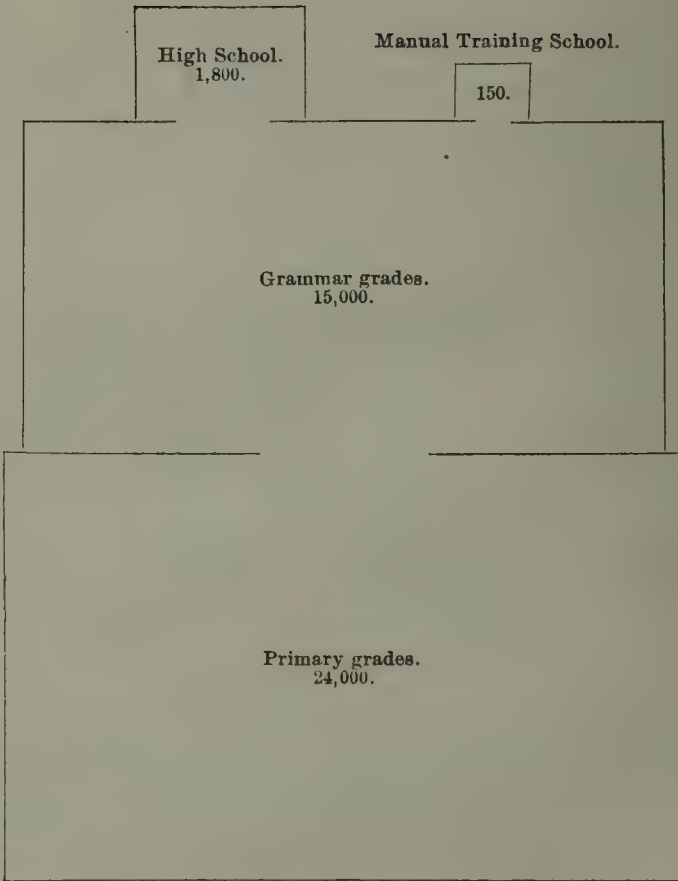 High School.
1,800.
Manual Training School.
150.
Grammar grades.
15,000.
Primary grades.
24,000.